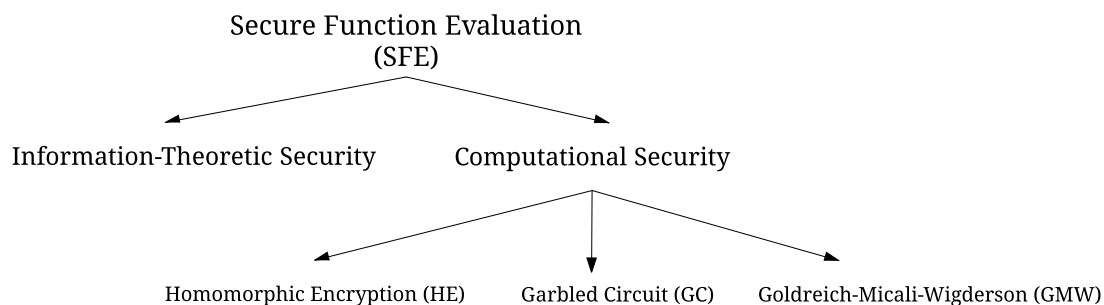 Secure Function Evaluation
(SFE)
Information-Theoretic Security
Computational Security
Homomorphic Encryption (HE)
Garbled Circuit (GC)
Goldreich-Micali-Wigderson (GMW)